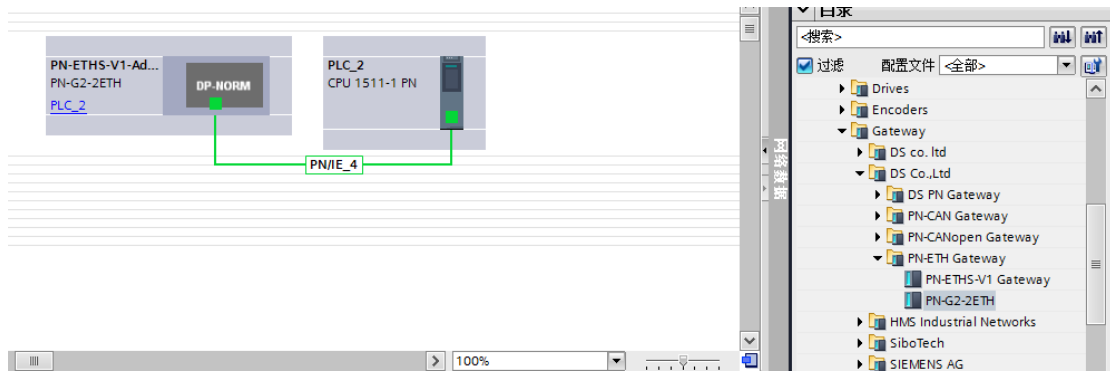 PN-ETHS-V1-Ad...
PN-G2-2ETH
PLC_2
DP-NORM
PLC_2
CPU 1511-1 PN
PN/IE_4
100%
网络数据
目录
<搜索>
过滤 配置文件 <全部>
Drives
Encoders
Gateway
DS co. ltd
DS Co.,Ltd
DS PN Gateway
PN-CAN Gateway
PN-CANopen Gateway
PN-ETH Gateway
PN-ETHS-V1 Gateway
PN-G2-2ETH
HMS Industrial Networks
SiboTech
SIEMENS AG